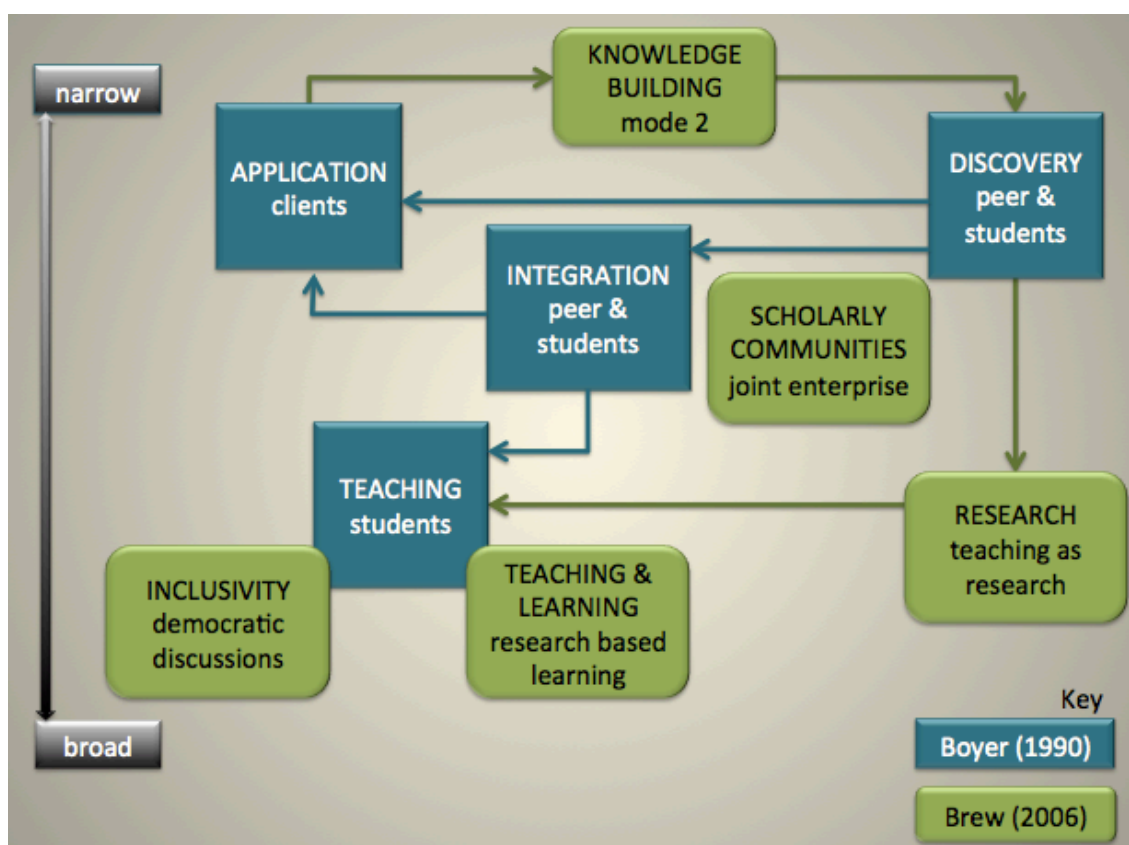 narrow
KNOWLEDGE
BUILDING
mode 2
APPLICATION
clients
DISCOVERY
peer &
students
INTEGRATION
peer &
students
SCHOLARLY
COMMUNITIES
joint enterprise
TEACHING
students
RESEARCH
teaching as
research
INCLUSIVITY
democratic
discussions
TEACHING &
LEARNING
research based
learning
broad
Key
Boyer (1990)
Brew (2006)